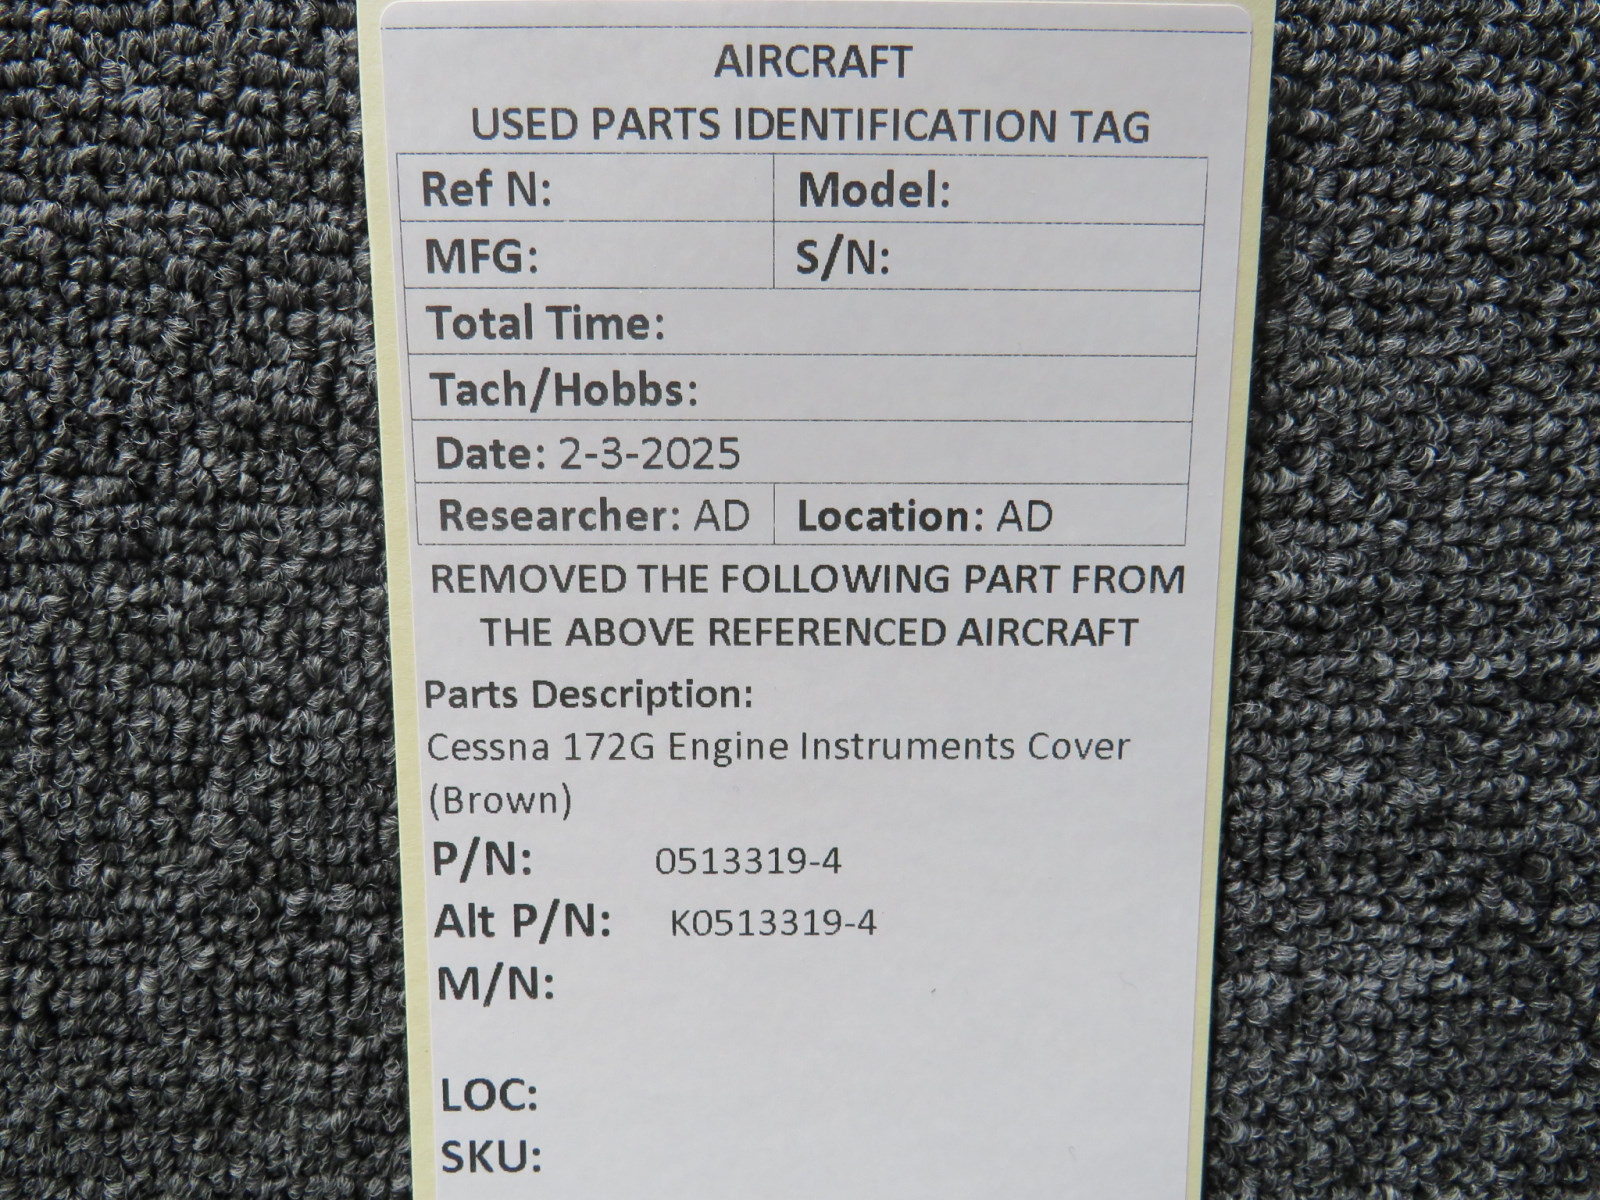 AIRCRAFT
USED PARTS IDENTIFICATION TAG
Ref N: Model:
MFG: S/N:
Total Time:
Tach/Hobbs:
Date: 2-3-2025
Researcher: AD Location: AD
REMOVED THE FOLLOWING PART FROM
THE ABOVE REFERENCED AIRCRAFT
Parts Description:
Cessna 172G Engine Instruments Cover
(Brown)
P/N: 0513319-4
Alt P/N: K0513319-4
M/N:
LOC:
SKU: